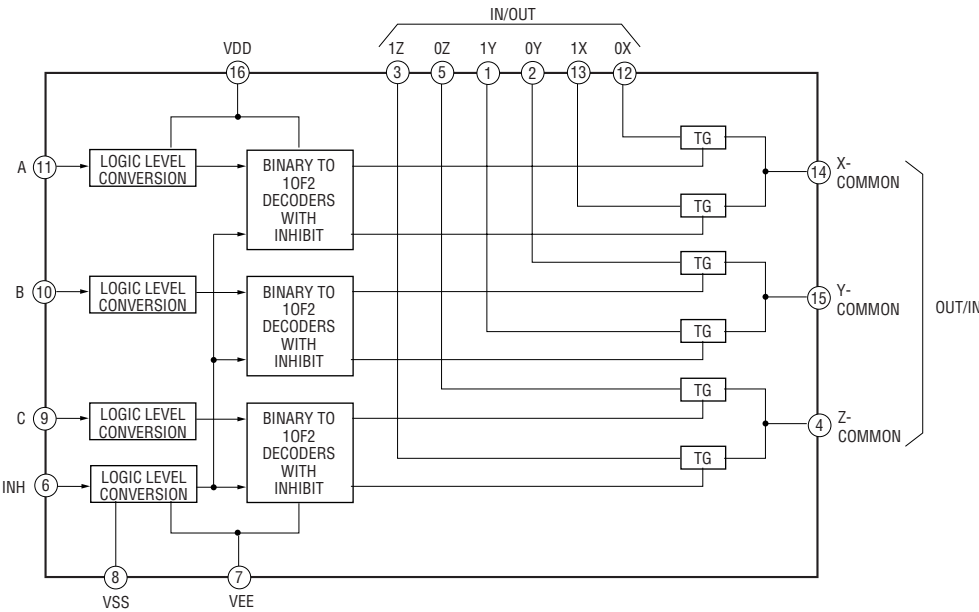 IN/OUT
VDD 1Z 0Z 1Y 0Y 1X 0X
16 3 5 1 2 13 12
TG
A 11 LOGIC LEVEL
CONVERSION
BINARY TO
1OF2
DECODERS
WITH
INHIBIT
14 X-
COMMON
TG
TG
B 10 LOGIC LEVEL
CONVERSION
BINARY TO
1OF2
DECODERS
WITH
INHIBIT
15 Y-
COMMON
OUT/IN
TG
TG
C 9 LOGIC LEVEL
CONVERSION
BINARY TO
1OF2
DECODERS
WITH
INHIBIT
4 Z-
COMMON
TG
INH 6 LOGIC LEVEL
CONVERSION
8 7
VSS VEE